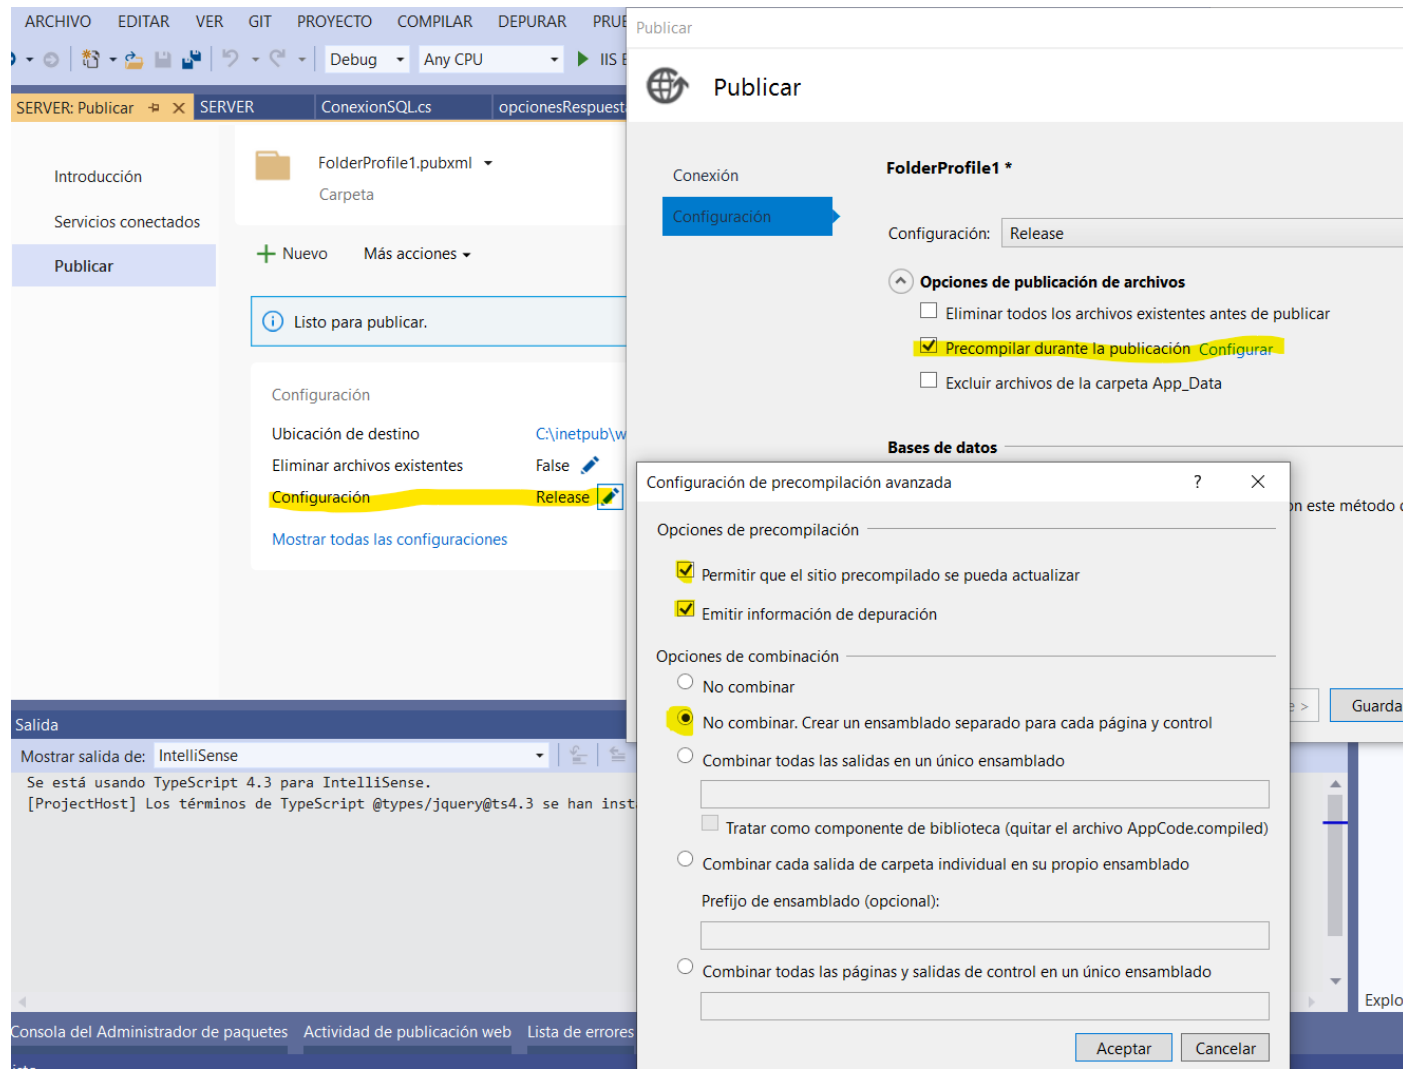 ARCHIVO EDITAR VER GIT PROYECTO COMPILAR DEPURAR
Debug Any CPU IIS
SERVER: Publicar SERVER ConexionSQL.cs opcionesRespuest
Introducción
Servicios conectados
Publicar
FolderProfile1.pubxml
Carpeta
Nuevo Más acciones
Listo para publicar.
Configuración
Ubicación de destino C:\inetpub\w
Eliminar archivos existentes False
Configuración Release
Mostrar todas las configuraciones
Publicar
Publicar
Conexión
Configuración
FolderProfile1 *
Configuración: Release
Opciones de publicación de archivos
Eliminar todos los archivos existentes antes de publicar
Precompilar durante la publicación Configurar
Excluir archivos de la carpeta App_Data
Bases de datos
on este método
e > Guarda
Configuración de precompilación avanzada ?
Opciones de precompilación
Permitir que el sitio precompilado se pueda actualizar
Emitir información de depuración
Opciones de combinación
No combinar
No combinar. Crear un ensamblado separado para cada página y control
Combinar todas las salidas en un único ensamblado
Tratar como componente de biblioteca (quitar el archivo AppCode.compiled)
Combinar cada salida de carpeta individual en su propio ensamblado
Prefijo de ensamblado (opcional):
Combinar todas las páginas y salidas de control en un único ensamblado
Aceptar Cancelar
Salida
Mostrar salida de: IntelliSense
Se está usando TypeScript 4.3 para IntelliSense.
[ProjectHost] Los términos de TypeScript @types/jquery@ts4.3 se han inst
Consola del Administrador de paquetes Actividad de publicación web Lista de errores
Explo